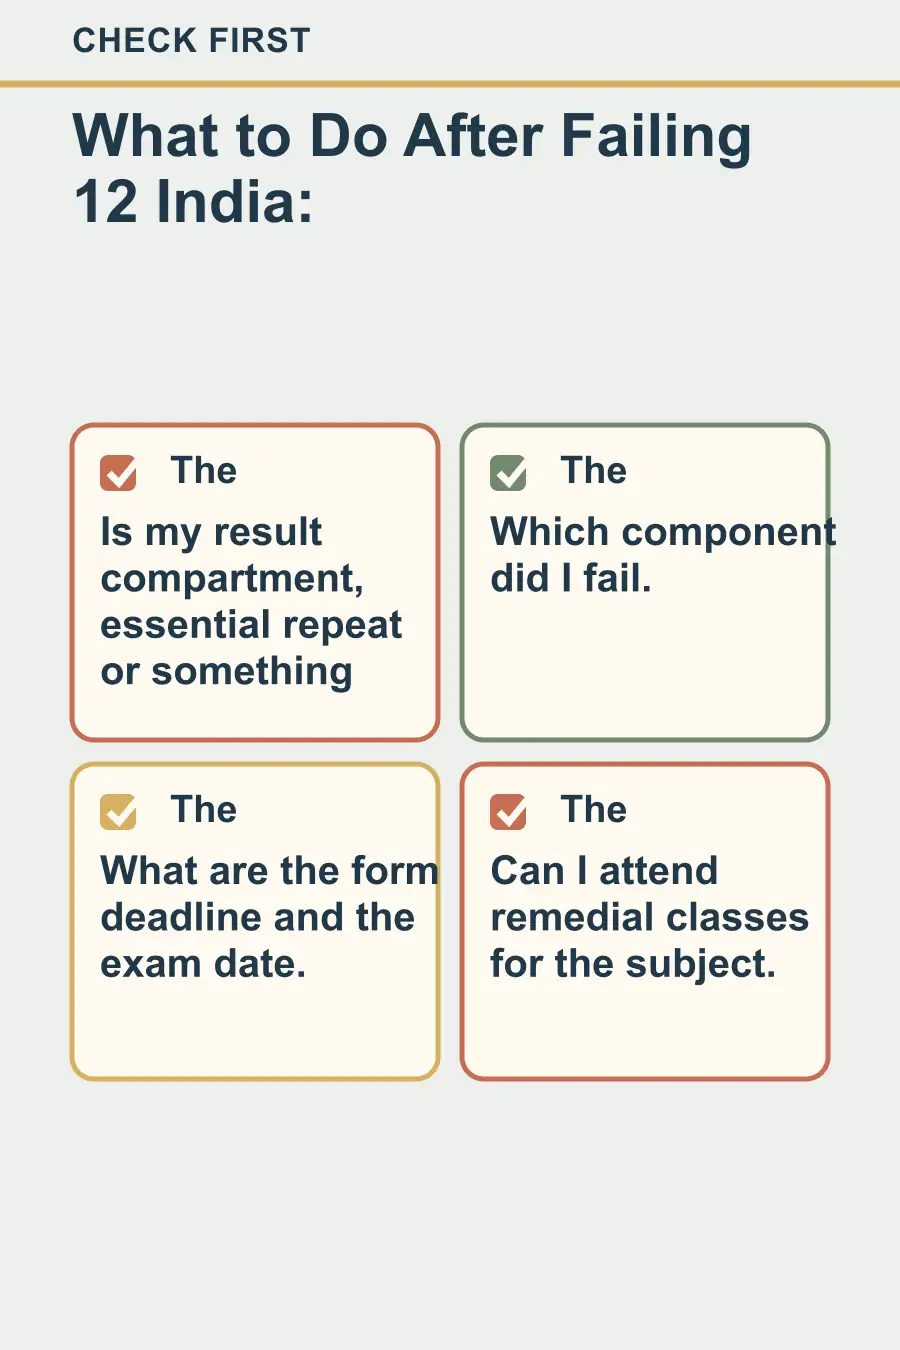 CHECK FIRST
What to Do After Failing
12 India:
The
Is my result
compartment,
essential repeat
or something
The
Which component
did I fail.
The
What are the form
deadline and the
exam date.
The
Can I attend
remedial classes
for the subject.